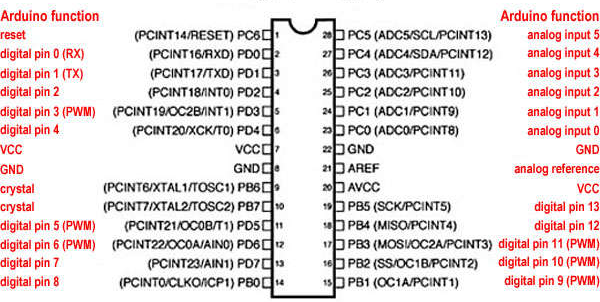 Arduino function Arduino function
reset (PCINT14/RESET) PC6 1 28 PC5 (ADC5/SCL/PCINT13) analog input 5
digital pin 0 (RX) (PCINT16/RXD) PD0 2 27 PC4 (ADC4/SDA/PCINT12) analog input 4
digital pin 1 (TX) (PCINT17/TXD) PD1 3 26 PC3 (ADC3/PCINT11) analog input 3
digital pin 2 (PCINT18/INT0) PD2 4 25 PC2 (ADC2/PCINT10) analog input 2
digital pin 3 (PWM) (PCINT19/OC2B/INT1) PD3 5 24 PC1 (ADC1/PCINT9) analog input 1
digital pin 4 (PCINT20/XCK/T0) PD4 6 23 PC0 (ADC0/PCINT8) analog input 0
VCC VCC 7 22 GND GND
GND GND 8 21 AREF analog reference
crystal (PCINT6/XTAL1/TOSC1) PB6 9 20 AVCC VCC
crystal (PCINT7/XTAL2/TOSC2) PB7 10 19 PB5 (SCK/PCINT5) digital pin 13
digital pin 5 (PWM) (PCINT21/OC0B/T1) PD5 11 18 PB4 (MISO/PCINT4) digital pin 12
digital pin 6 (PWM) (PCINT22/OC0A/AIN0) PD6 12 17 PB3 (MOSI/OC2A/PCINT3) digital pin 11 (PWM)
digital pin 7 (PCINT23/AIN1) PD7 13 16 PB2 (SS/OC1B/PCINT2) digital pin 10 (PWM)
digital pin 8 (PCINT0/CLKO/ICP1) PB0 14 15 PB1 (OC1A/PCINT1) digital pin 9 (PWM)